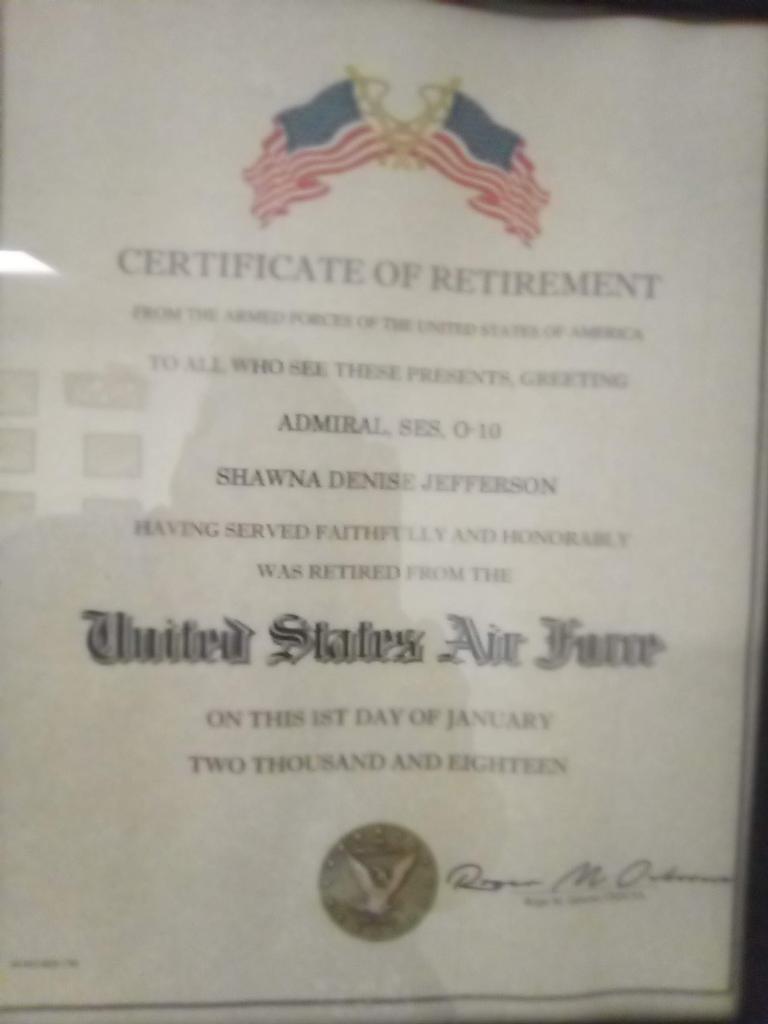 CERTIFICATE OF RETIREMENT
FROM THE ARMED FORCES OF THE UNITED STATES OF AMERICA
TO ALL WHO SEE THESE PRESENTS, GREETING
ADMIRAL, SES, O-10
SHAWNA DENISE JEFFERSON
HAVING SERVED FAITHFULLY AND HONORABLY
WAS RETIRED FROM THE
United States Air Force
ON THIS 1ST DAY OF JANUARY
TWO THOUSAND AND EIGHTEEN
Roger M.